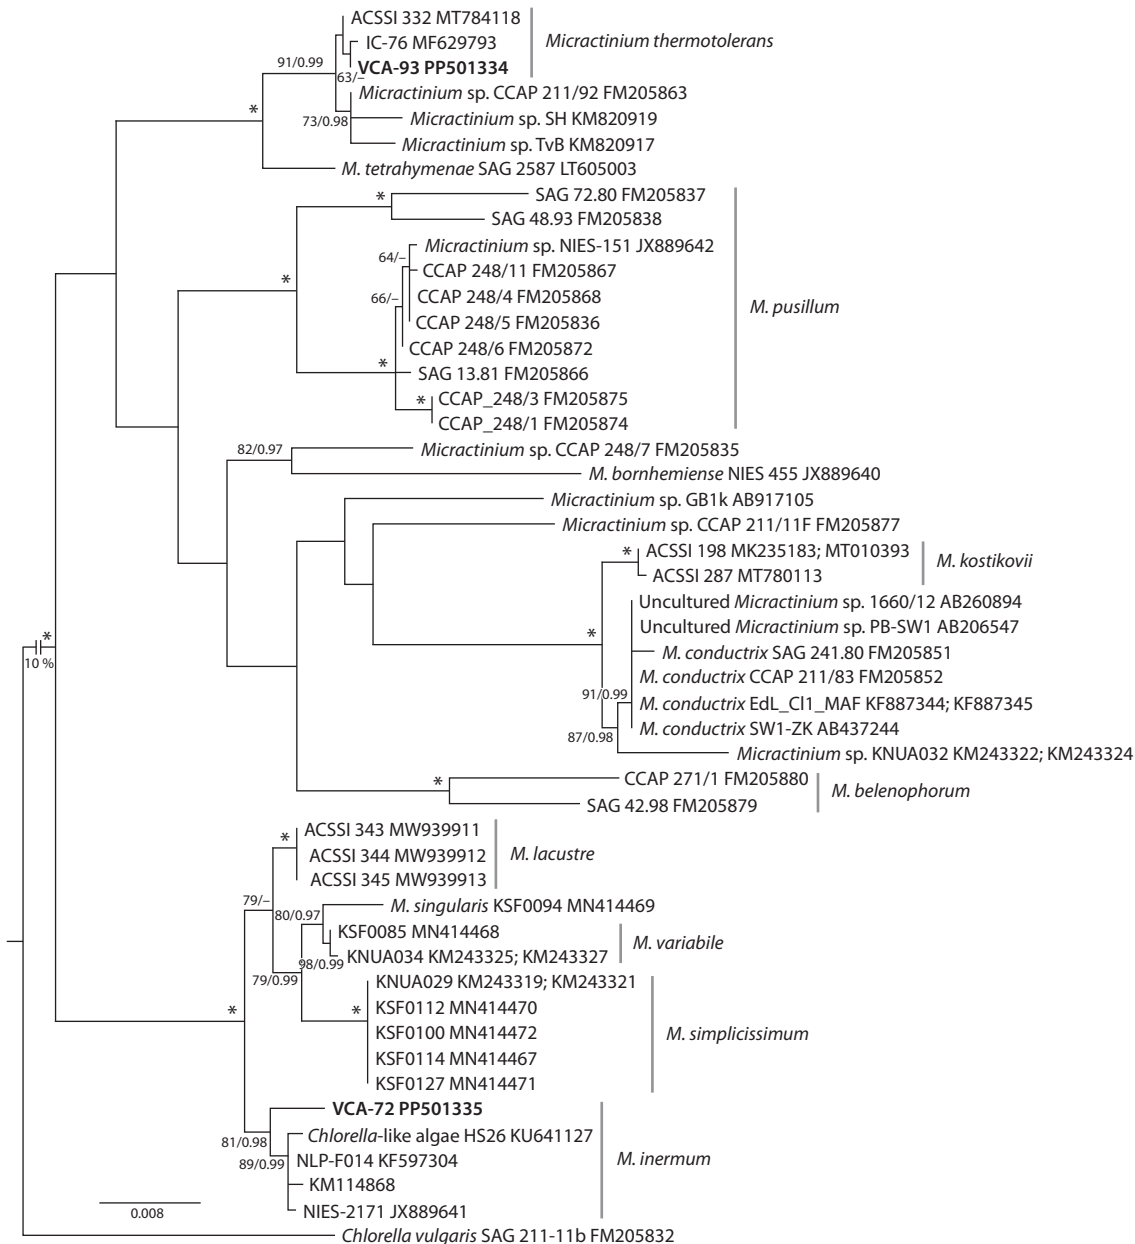 ACSSI 332 MT784118
IC-76 MF629793
Micractinium thermotolerans
91/0.99
63/–
VCA-93 PP501334
Micractinium sp. CCAP 211/92 FM205863
*
73/0.98
Micractinium sp. SH KM820919
Micractinium sp. TvB KM820917
M. tetrahymenae SAG 2587 LT605003
*
SAG 72.80 FM205837
SAG 48.93 FM205838
Micractinium sp. NIES-151 JX889642
64/–
CCAP 248/11 FM205867
*
66/–
CCAP 248/4 FM205868
M. pusillum
CCAP 248/5 FM205836
CCAP 248/6 FM205872
*
SAG 13.81 FM205866
*
CCAP_248/3 FM205875
CCAP_248/1 FM205874
82/0.97
Micractinium sp. CCAP 248/7 FM205835
M. bornhemiense NIES 455 JX889640
Micractinium sp. GB1k AB917105
Micractinium sp. CCAP 211/11F FM205877
*
ACSSI 198 MK235183; MT010393
M. kostikovii
ACSSI 287 MT780113
Uncultured Micractinium sp. 1660/12 AB260894
Uncultured Micractinium sp. PB-SW1 AB206547
*
*
10 %
M. conductrix SAG 241.80 FM205851
M. conductrix CCAP 211/83 FM205852
91/0.99
M. conductrix EdL_Cl1_MAF KF887344; KF887345
M. conductrix SW1-ZK AB437244
87/0.98
Micractinium sp. KNUA032 KM243322; KM243324
*
CCAP 271/1 FM205880
M. belenophorum
SAG 42.98 FM205879
*
ACSSI 343 MW939911
ACSSI 344 MW939912
M. lacustre
ACSSI 345 MW939913
79/–
80/0.97
M. singularis KSF0094 MN414469
KSF0085 MN414468
M. variabile
98/0.99
KNUA034 KM243325; KM243327
79/0.99
KNUA029 KM243319; KM243321
*
*
KSF0112 MN414470
KSF0100 MN414472
M. simplicissimum
KSF0114 MN414467
KSF0127 MN414471
VCA-72 PP501335
81/0.98
Chlorella-like algae HS26 KU641127
89/0.99
NLP-F014 KF597304
M. inermum
KM114868
NIES-2171 JX889641
0.008
Chlorella vulgaris SAG 211-11b FM205832